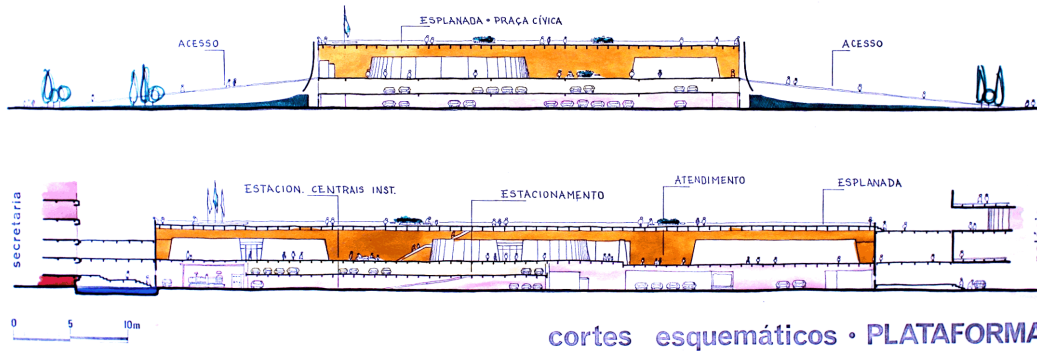 ESPLANADA • PRAÇA CÍVICA
ACESSO
ACESSO
ESTACION. CENTRAIS INST.
ESTACIONAMENTO
ATENDIMENTO
ESPLANADA
secretaria
0 5 10m
cortes esquemáticos • PLATAFORMA